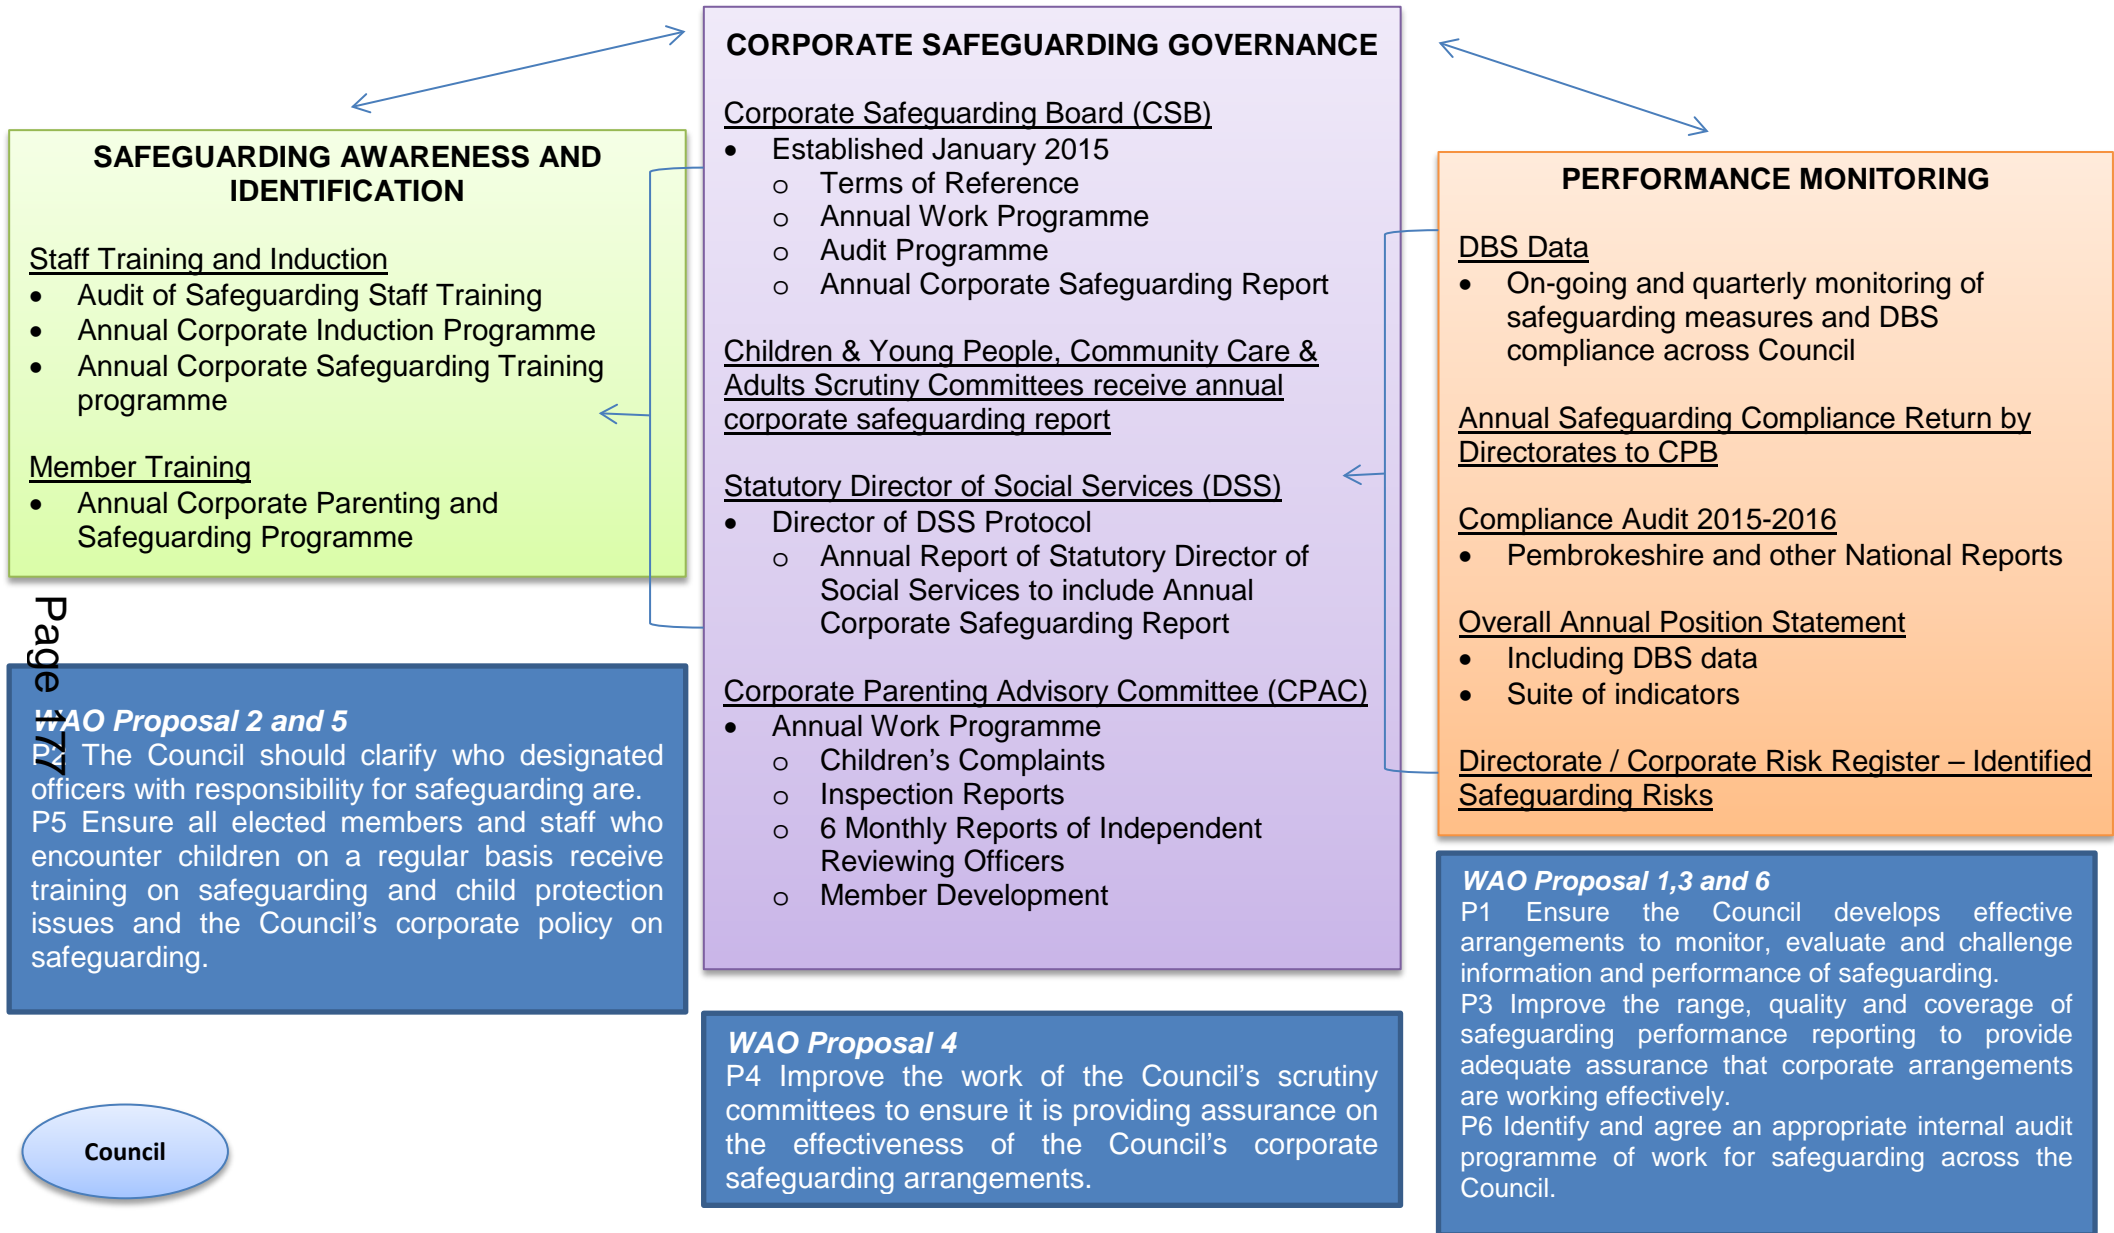 CORPORATE SAFEGUARDING GOVERNANCE
Corporate Safeguarding Board (CSB)
• Established January 2015
o Terms of Reference
o Annual Work Programme
o Audit Programme
o Annual Corporate Safeguarding Report
Children & Young People, Community Care &
Adults Scrutiny Committees receive annual
corporate safeguarding report
Statutory Director of Social Services (DSS)
• Director of DSS Protocol
o Annual Report of Statutory Director of
Social Services to include Annual
Corporate Safeguarding Report
Corporate Parenting Advisory Committee (CPAC)
• Annual Work Programme
o Children's Complaints
o Inspection Reports
o 6 Monthly Reports of Independent
Reviewing Officers
o Member Development
SAFEGUARDING AWARENESS AND
IDENTIFICATION
Staff Training and Induction
• Audit of Safeguarding Staff Training
• Annual Corporate Induction Programme
• Annual Corporate Safeguarding Training
programme
Member Training
• Annual Corporate Parenting and
Safeguarding Programme
PERFORMANCE MONITORING
DBS Data
• On-going and quarterly monitoring of
safeguarding measures and DBS
compliance across Council
Annual Safeguarding Compliance Return by
Directorates to CPB
Compliance Audit 2015-2016
• Pembrokeshire and other National Reports
Overall Annual Position Statement
• Including DBS data
• Suite of indicators
Directorate / Corporate Risk Register – Identified
Safeguarding Risks
Page 177
WAO Proposal 2 and 5
P2 The Council should clarify who designated
officers with responsibility for safeguarding are.
P5 Ensure all elected members and staff who
encounter children on a regular basis receive
training on safeguarding and child protection
issues and the Council's corporate policy on
safeguarding.
WAO Proposal 4
P4 Improve the work of the Council's scrutiny
committees to ensure it is providing assurance on
the effectiveness of the Council's corporate
safeguarding arrangements.
WAO Proposal 1,3 and 6
P1 Ensure the Council develops effective
arrangements to monitor, evaluate and challenge
information and performance of safeguarding.
P3 Improve the range, quality and coverage of
safeguarding performance reporting to provide
adequate assurance that corporate arrangements
are working effectively.
P6 Identify and agree an appropriate internal audit
programme of work for safeguarding across the
Council.
Council